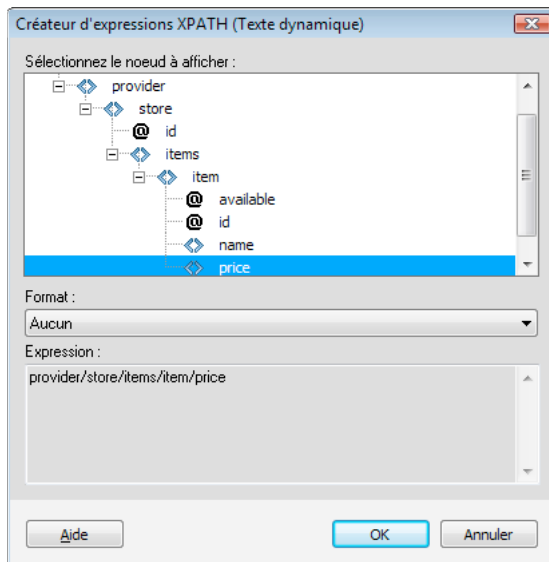 Créateur d'expressions XPATH (Texte dynamique)
Sélectionnez le noeud à afficher :
provider
store
@ id
items
item
@ available
@ id
name
price
Format :
Aucun
Expression :
provider/store/items/item/price
Aide OK Annuler